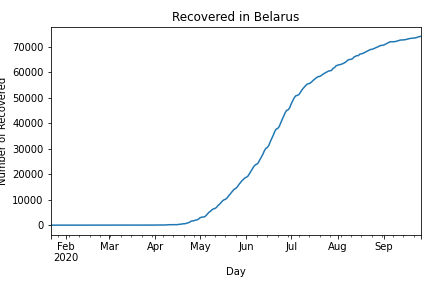 Recovered in Belarus
Number of Recovered
70000
60000
50000
40000
30000
20000
10000
0
Feb Mar Apr May Jun Jul Aug Sep
2020
Day